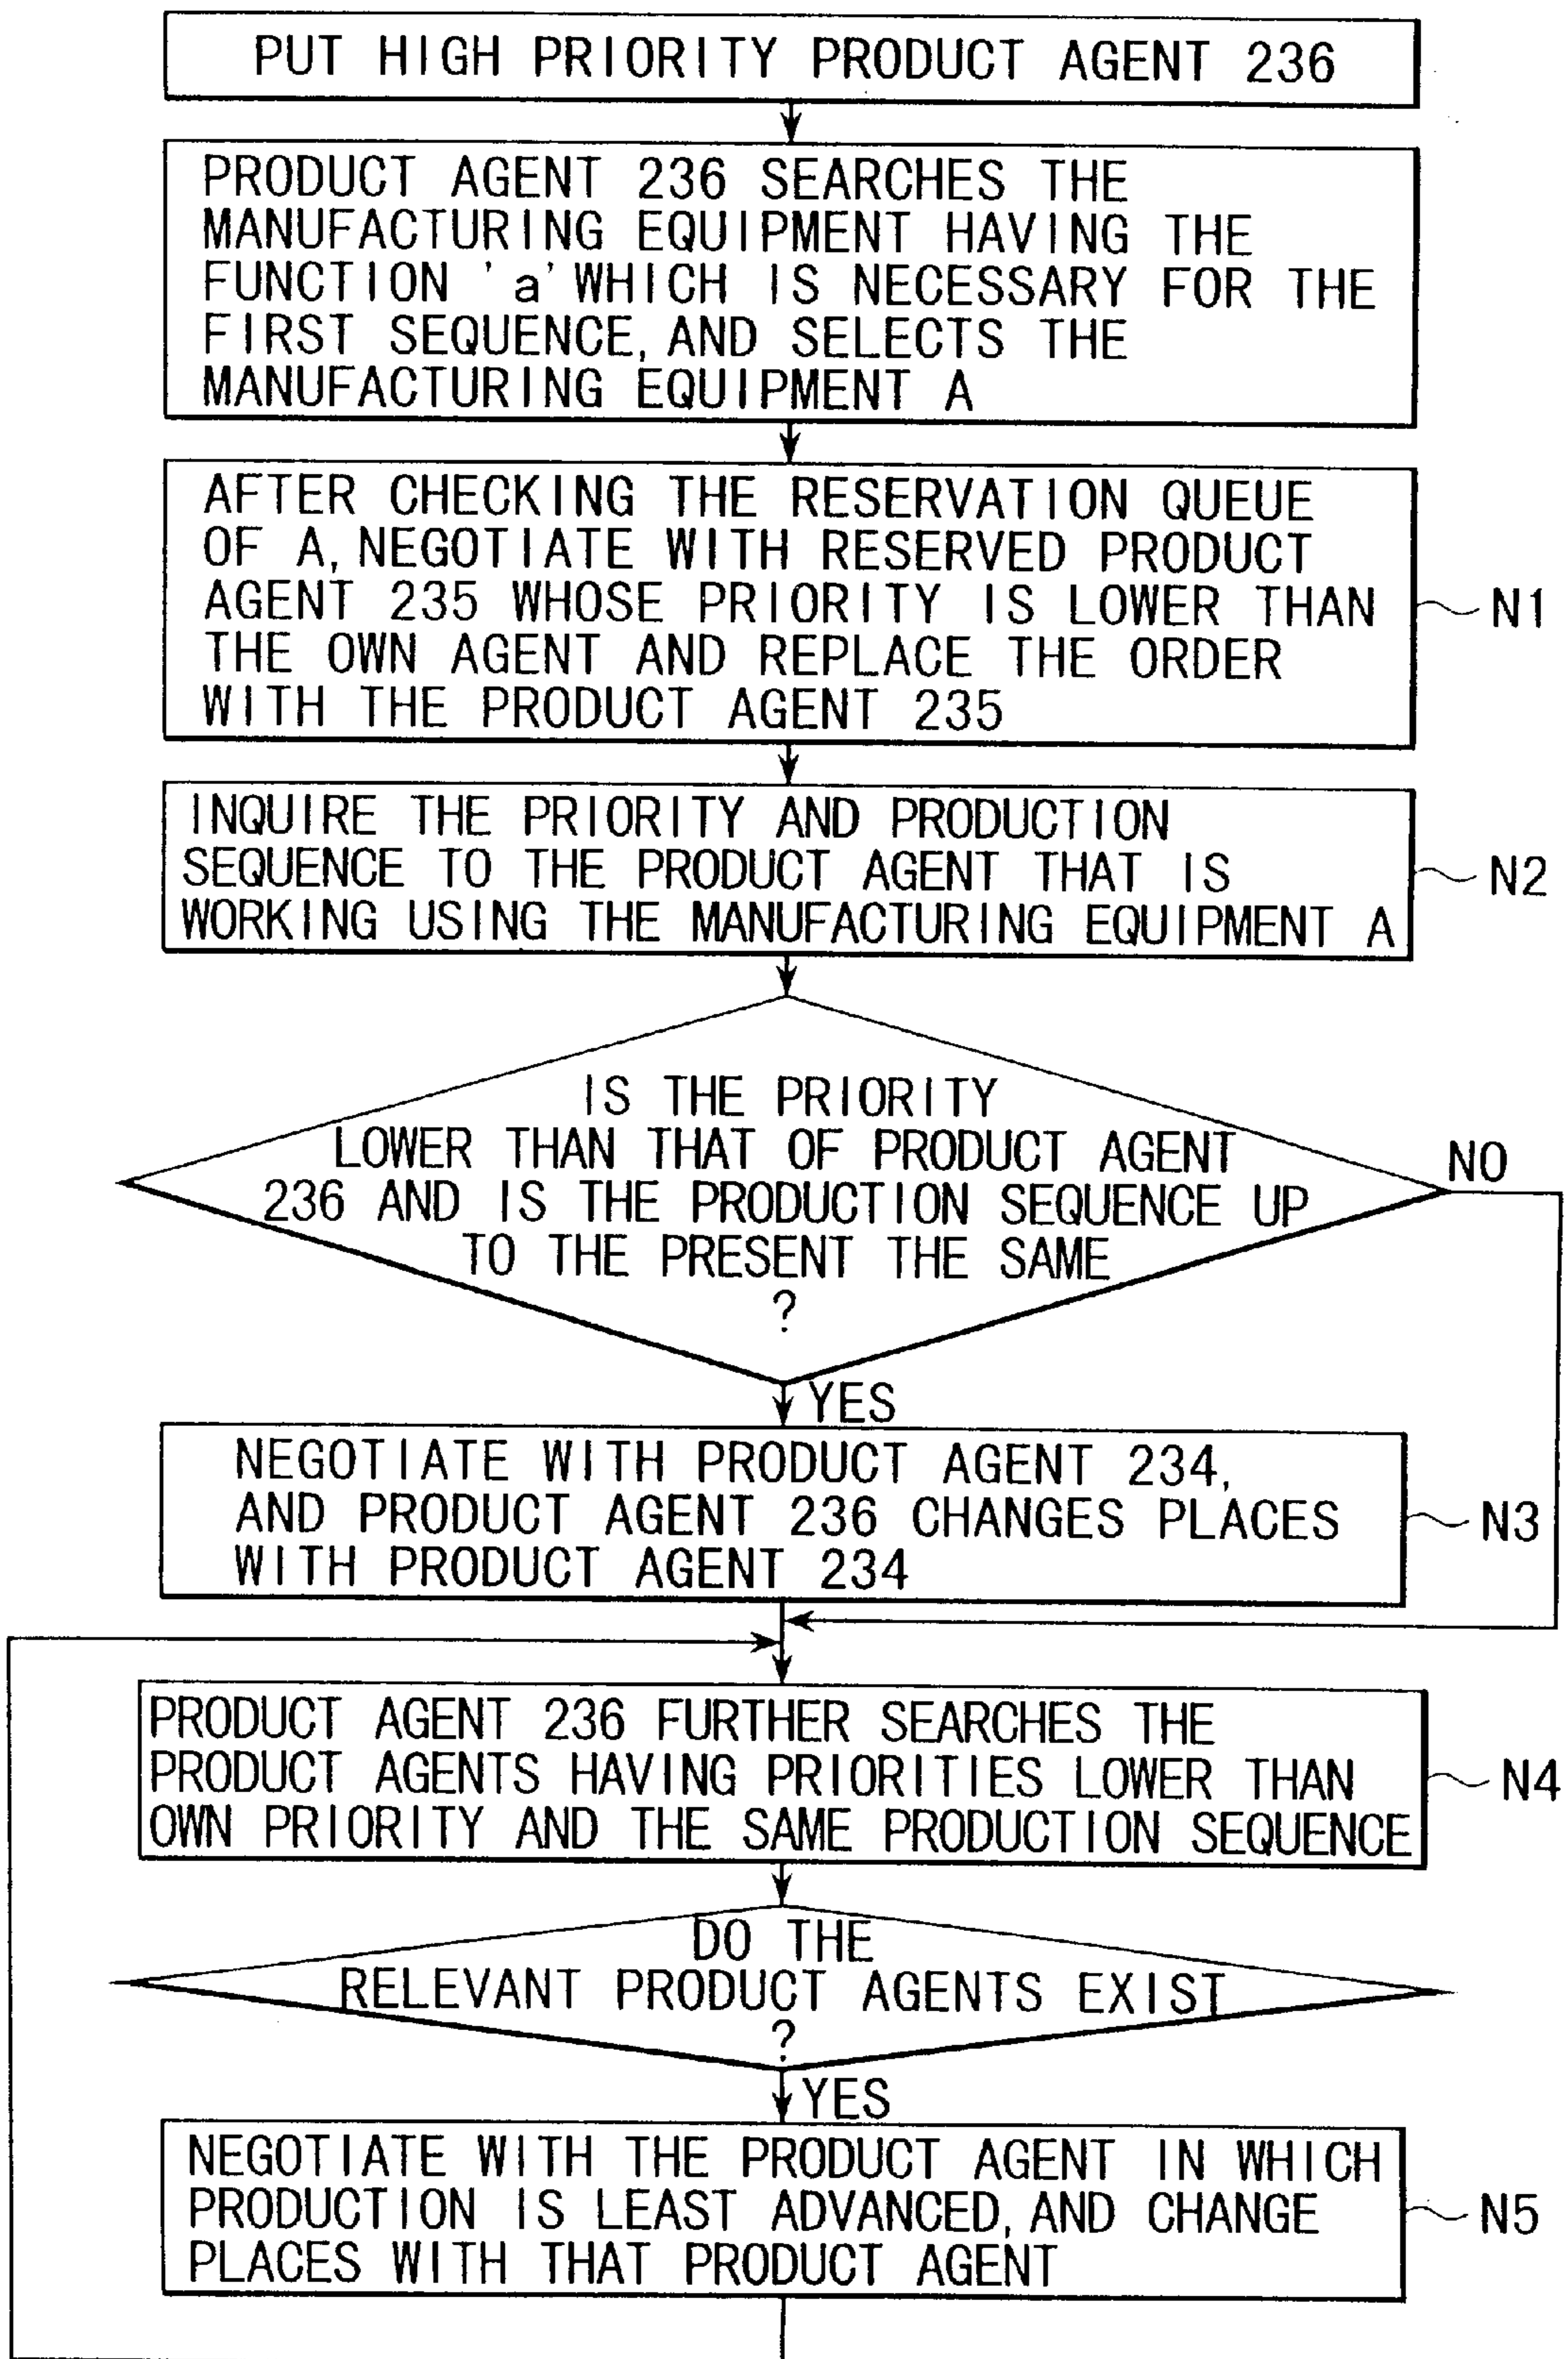 PUT HIGH PRIORITY PRODUCT AGENT 236
PRODUCT AGENT 236 SEARCHES THE
MANUFACTURING EQUIPMENT HAVING THE
FUNCTION 'a' WHICH IS NECESSARY FOR THE
FIRST SEQUENCE, AND SELECTS THE
MANUFACTURING EQUIPMENT A
AFTER CHECKING THE RESERVATION QUEUE
OF A, NEGOTIATE WITH RESERVED PRODUCT
AGENT 235 WHOSE PRIORITY IS LOWER THAN
THE OWN AGENT AND REPLACE THE ORDER
WITH THE PRODUCT AGENT 235
N1
INQUIRE THE PRIORITY AND PRODUCTION
SEQUENCE TO THE PRODUCT AGENT THAT IS
WORKING USING THE MANUFACTURING EQUIPMENT A
N2
IS THE PRIORITY
LOWER THAN THAT OF PRODUCT AGENT
236 AND IS THE PRODUCTION SEQUENCE UP
TO THE PRESENT THE SAME
?
NO
YES
NEGOTIATE WITH PRODUCT AGENT 234,
AND PRODUCT AGENT 236 CHANGES PLACES
WITH PRODUCT AGENT 234
N3
PRODUCT AGENT 236 FURTHER SEARCHES THE
PRODUCT AGENTS HAVING PRIORITIES LOWER THAN
OWN PRIORITY AND THE SAME PRODUCTION SEQUENCE
N4
DO THE
RELEVANT PRODUCT AGENTS EXIST
?
YES
NEGOTIATE WITH THE PRODUCT AGENT IN WHICH
PRODUCTION IS LEAST ADVANCED, AND CHANGE
PLACES WITH THAT PRODUCT AGENT
N5